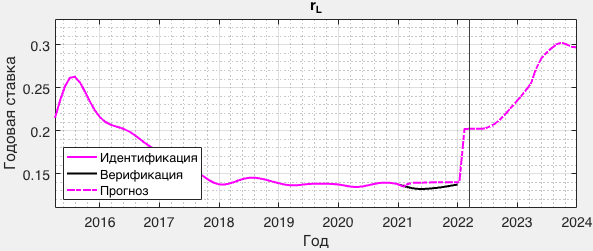 r_L
0.3
0.25
0.2
0.15
Годовая ставка
Идентификация
Верификация
Прогноз
2016 2017 2018 2019 2020 2021 2022 2023 2024
Год